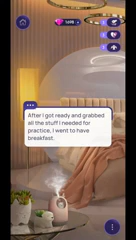 After I got ready and grabbed
all the stuff I needed for
practice, I went to have
breakfast.